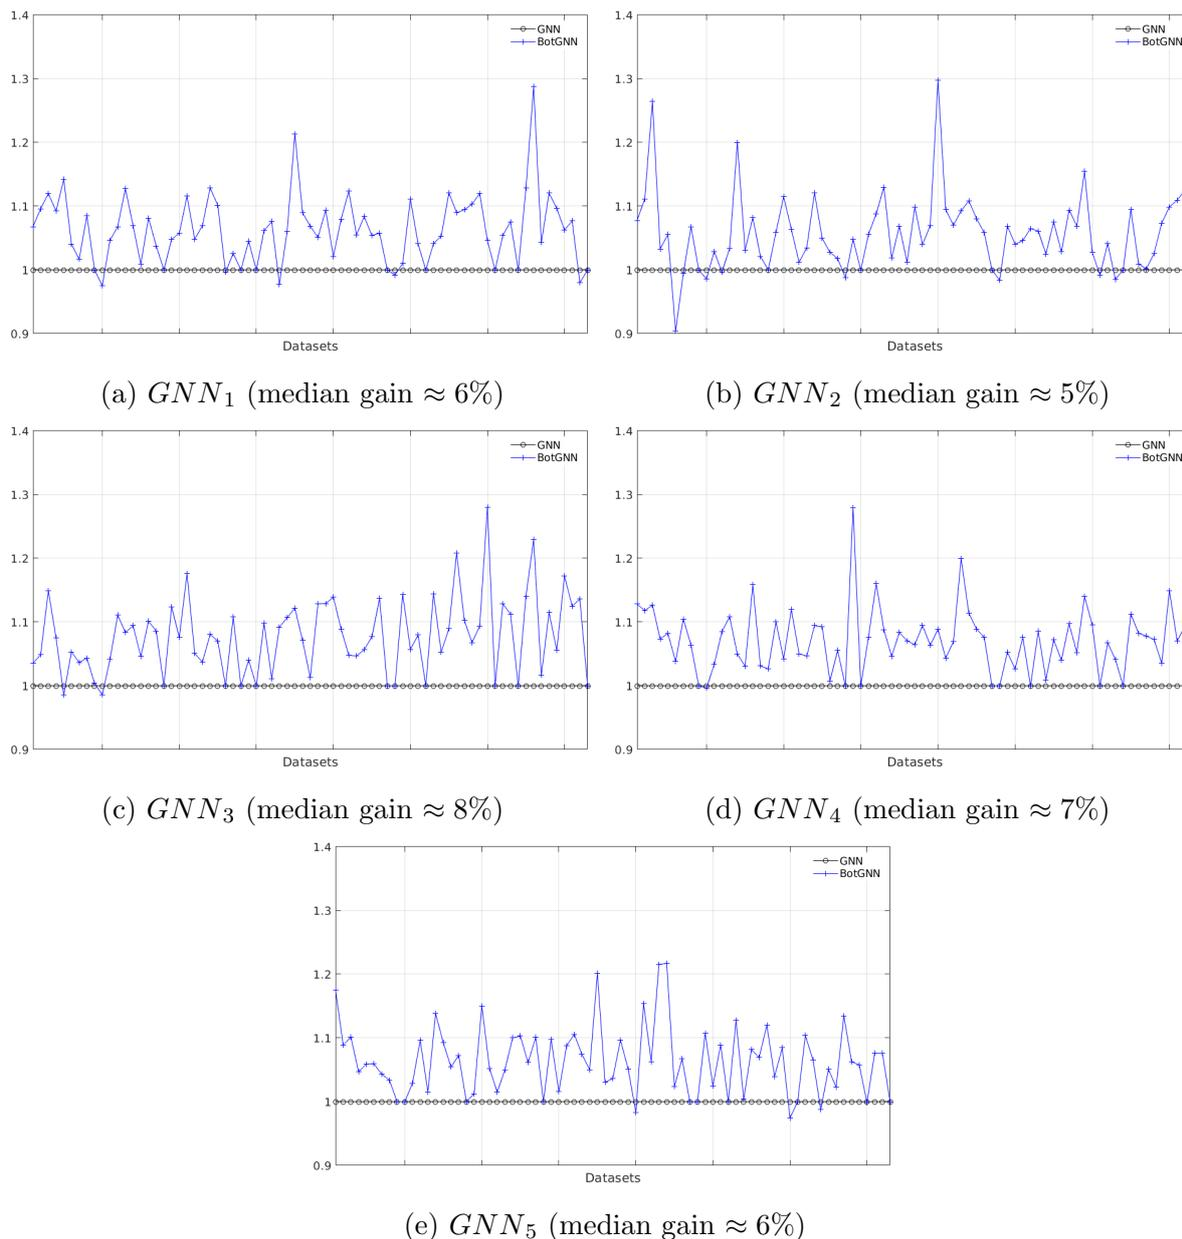 1.4
1.3
1.2
1.1
1
0.9
GNN
BotGNN
Datasets
(a) GNN₁ (median gain ≈ 6%)
1.4
1.3
1.2
1.1
1
0.9
GNN
BotGNN
Datasets
(b) GNN₂ (median gain ≈ 5%)
1.4
1.3
1.2
1.1
1
0.9
GNN
BotGNN
Datasets
(c) GNN₃ (median gain ≈ 8%)
1.4
1.3
1.2
1.1
1
0.9
GNN
BotGNN
Datasets
(d) GNN₄ (median gain ≈ 7%)
1.4
1.3
1.2
1.1
1
0.9
GNN
BotGNN
Datasets
(e) GNN₅ (median gain ≈ 6%)